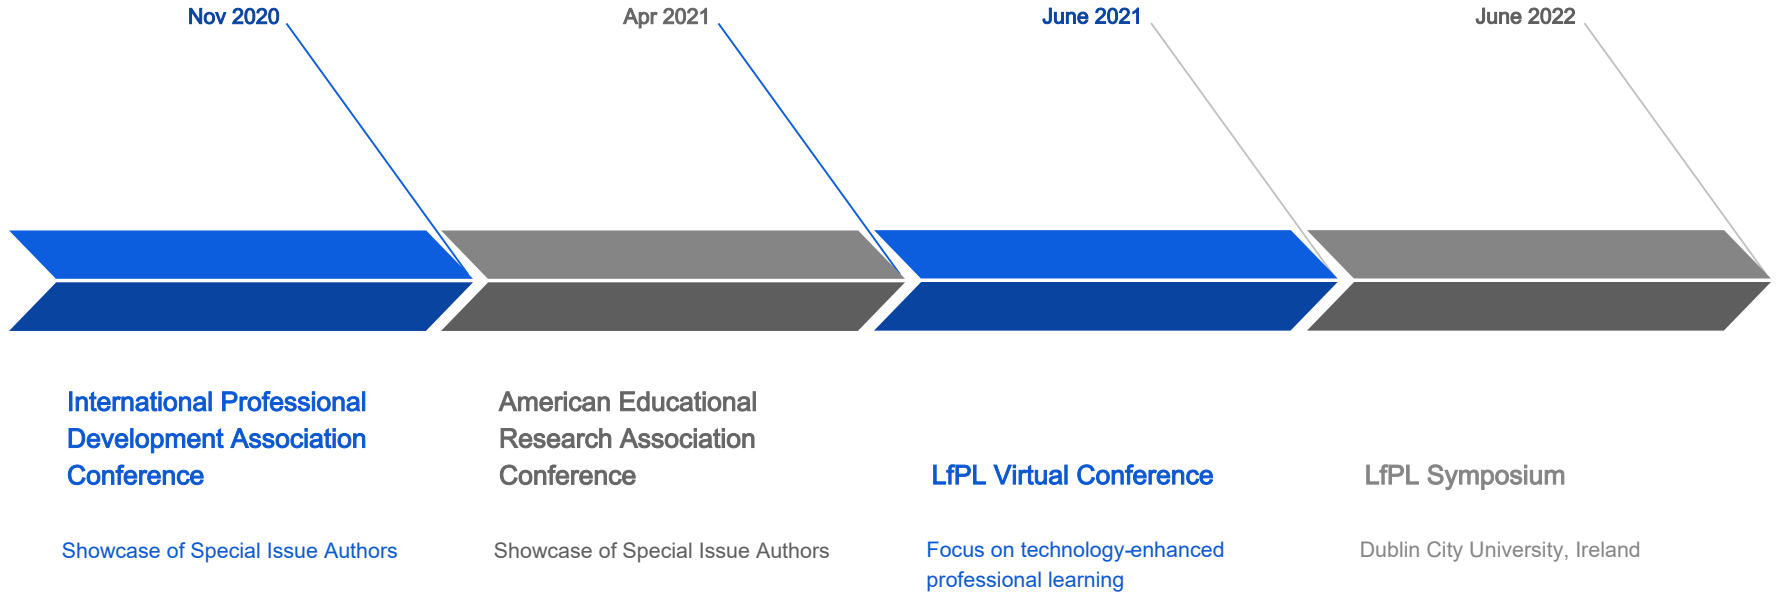 Nov 2020
Apr 2021
June 2021
June 2022
International Professional
Development Association
Conference
American Educational
Research Association
Conference
LfPL Virtual Conference
LfPL Symposium
Showcase of Special Issue Authors
Showcase of Special Issue Authors
Focus on technology-enhanced
professional learning
Dublin City University, Ireland